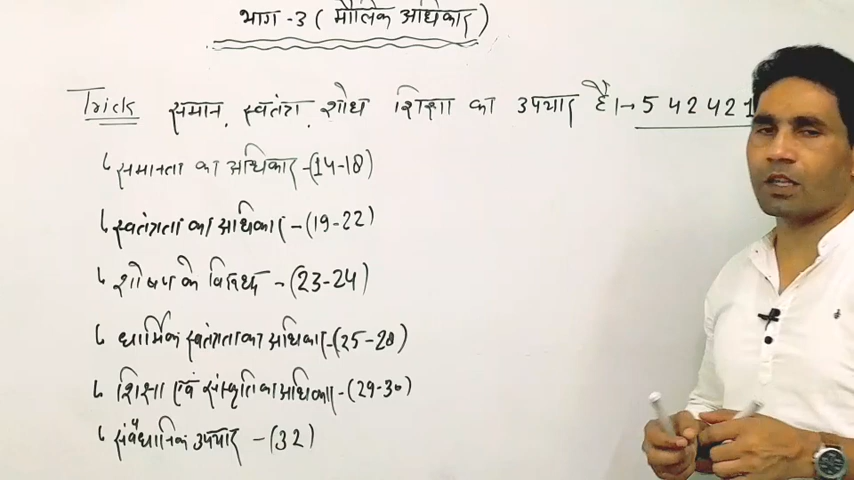 भाग -3 ( मौलिक अधिकार )
Trick समान, स्वतंत्र, शोध शिक्षा का उपचार है।→ 5 4 2 4 2 1
↳ समानता का अधिकार -(14-18)
↳ स्वतंत्रता का अधिकार -(19-22)
↳ शोषण के विरुद्ध -(23-24)
↳ धार्मिक स्वतंत्रता का अधिकार -(25-28)
↳ शिक्षा एवं संस्कृति का अधिकार -(29-30)
↳ संवैधानिक उपचार -(32)